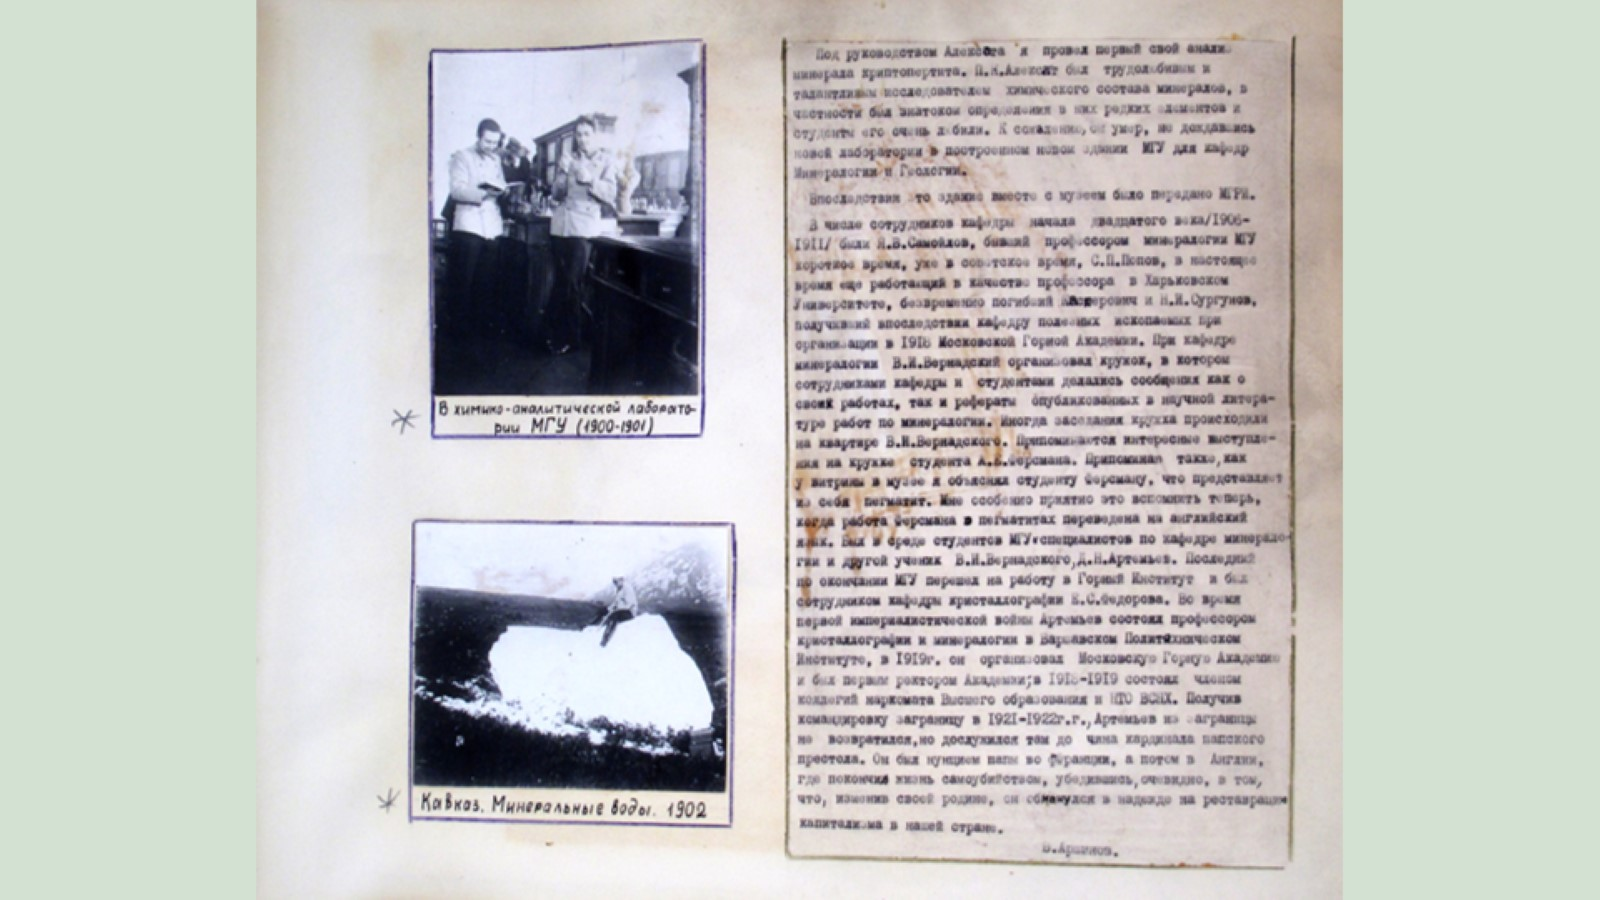 В химико-аналитической лаборато-
рии МГУ (1900-1901)
Кавказ. Минеральные воды. 1902
Под руководством Алексата я провел первый свой анализ
минерала криптопертита. П.К.Алексат был трудолюбивым и
талантливым исследователем химического состава минералов, в
частности был знатоком определения в них редких элементов и
студенты его очень любили. К сожалению, он умер, не дождавшись
новой лаборатории в построенном новом здании МГУ для кафедр
Минералогии и Геологии.
Впоследствии это здание вместе с музеем было передано МГРИ.
В числе сотрудников кафедры начала двадцатого века/1906-
1911/ были Я.В.Самойлов, бывший профессором минералогии МГУ
короткое время, уже в советское время, С.П.Попов, в настоящее
время еще работающий в качестве профессора в Харьковском
Университете, безвременно погибший и Н.И.Сургунов,
получивший впоследствии кафедру полезных ископаемых при
организации в 1918 Московской Горной Академии. При кафедре
минералогии В.И.Вернадский организовал кружок, в котором
сотрудниками кафедры и студентами делались сообщения как о
своих работах, так и рефераты опубликованных в научной литера-
туре работ по минералогии. Иногда заседания кружка происходили
на квартире В.И.Вернадского. Припоминаются интересные выступле-
ния на кружке студента А.Е.Ферсмана. Припоминаю также, как
у витрины в музее я объяснял студенту Ферсману, что представляет
из себя пегматит. Мне особенно приятно это вспомнить теперь,
когда работа Ферсмана о пегматитах переведена на английский
язык. Был в среде студентов МГУ специалистов по кафедре минерало-
гии и другой ученик В.И.Вернадского, Д.Н.Артемьев. Последний
по окончании МГУ перешел на работу в Горный Институт и был
сотрудником кафедры кристаллографии Е.С.Федорова. Во время
первой империалистической войны Артемьев состоял профессором
кристаллографии и минералогии в Варшавском Политехническом
Институте, в 1919г. он организовал Московскую Горную Академию
и был первым ректором Академии; в 1918-1919 состоял членом
коллегий наркомата Высшего образования и НТО ВСНХ. Получив
командировку заграницу в 1921-1922г.г., Артемьев из заграницы
не возвратился, но дослужился там до чина кардинала папского
престола. Он был нунцием папы во Франции, а потом в Англии,
где покончил жизнь самоубийством, убедившись, очевидно, в том,
что, изменив своей родине, он обманулся в надежде на реставрацию
капитализма в нашей стране.
В.Аршинов.